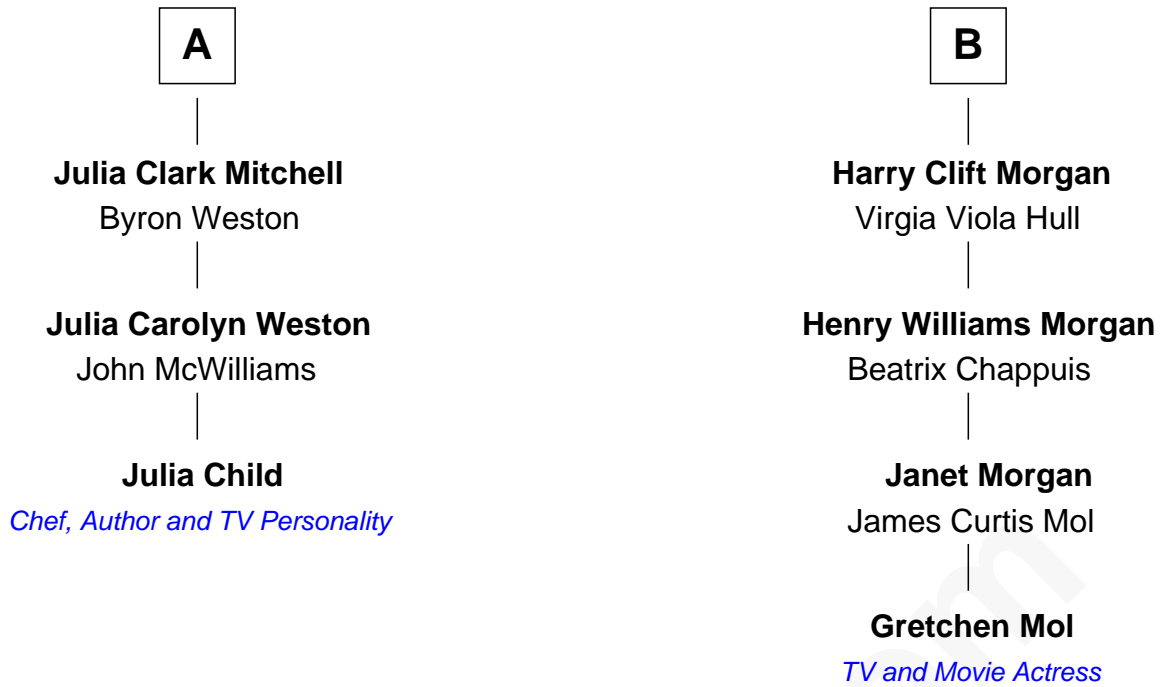 A
Julia Clark Mitchell
Byron Weston
Julia Carolyn Weston
John McWilliams
Julia Child
Chef, Author and TV Personality
B
Harry Clift Morgan
Virgia Viola Hull
Henry Williams Morgan
Beatrix Chappuis
Janet Morgan
James Curtis Mol
Gretchen Mol
TV and Movie Actress